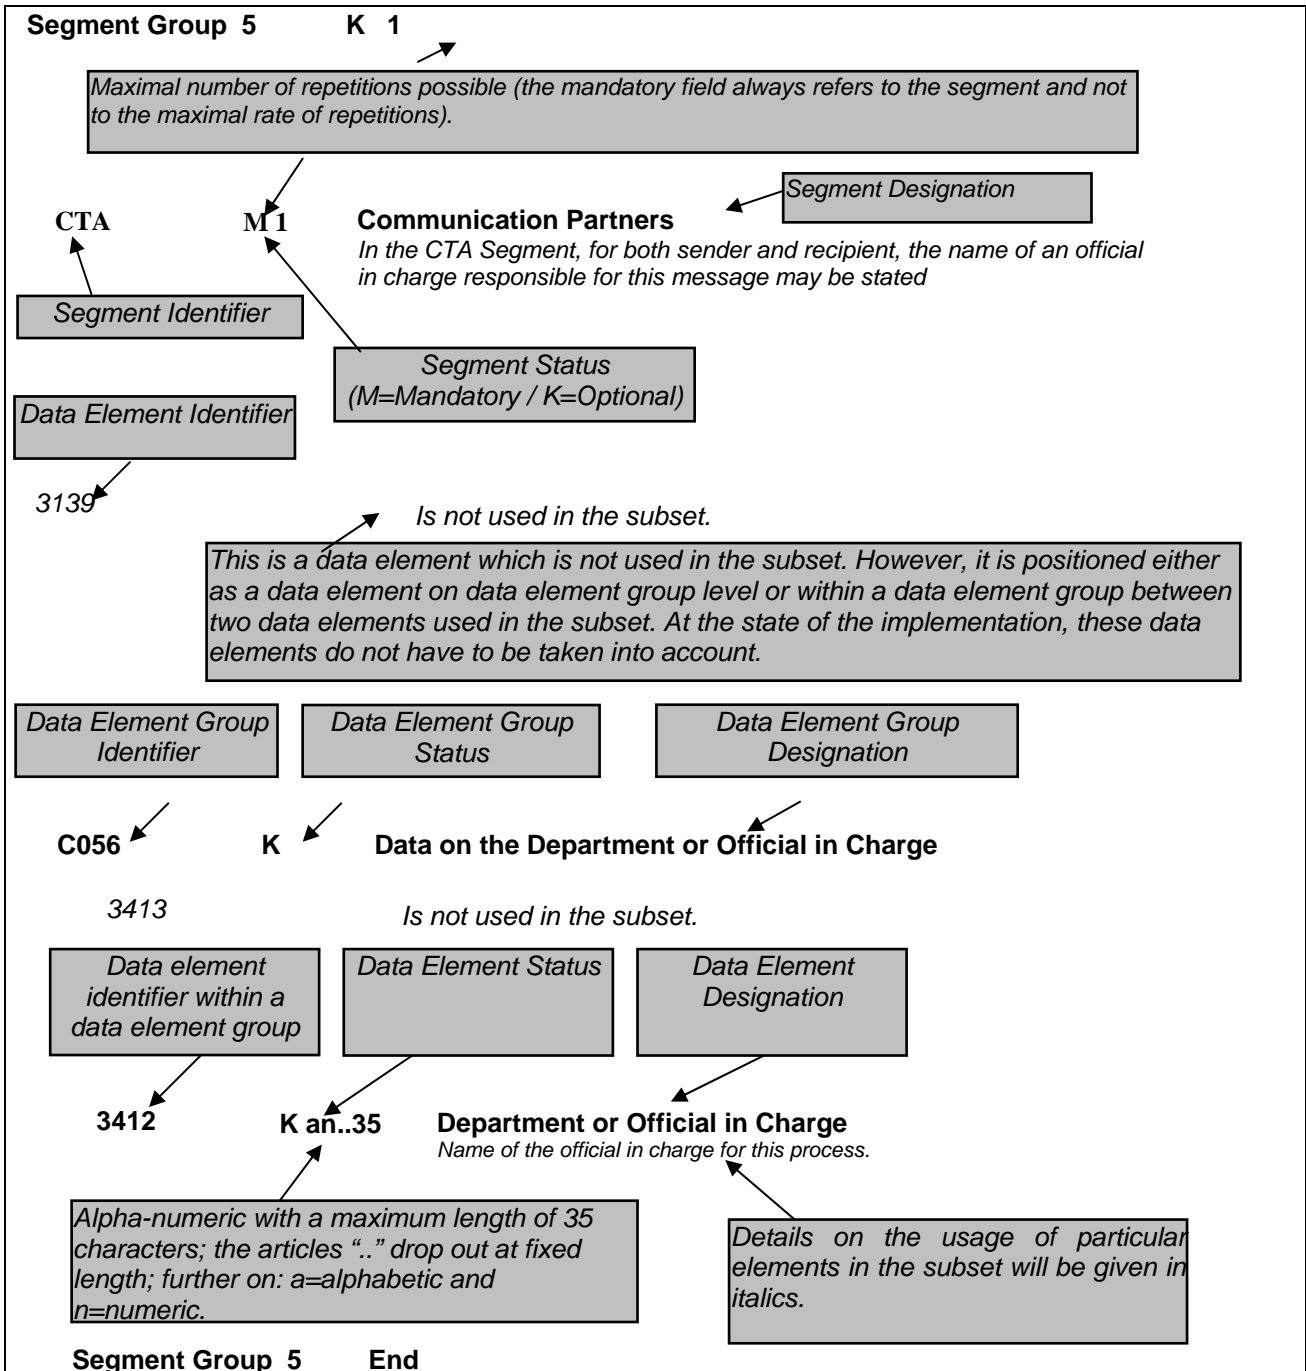 Segment Group 5 K 1
Maximal number of repetitions possible (the mandatory field always refers to the segment and not
to the maximal rate of repetitions).
Segment Designation
CTA M 1 Communication Partners
In the CTA Segment, for both sender and recipient, the name of an official
in charge responsible for this message may be stated
Segment Identifier
Segment Status
(M=Mandatory / K=Optional)
Data Element Identifier
3139
Is not used in the subset.
This is a data element which is not used in the subset. However, it is positioned either
as a data element on data element group level or within a data element group between
two data elements used in the subset. At the state of the implementation, these data
elements do not have to be taken into account.
Data Element Group
Identifier
Data Element Group
Status
Data Element Group
Designation
C056 K Data on the Department or Official in Charge
3413 Is not used in the subset.
Data element
identifier within a
data element group
Data Element Status
Data Element
Designation
3412 K an..35 Department or Official in Charge
Name of the official in charge for this process.
Alpha-numeric with a maximum length of 35
characters; the articles “..” drop out at fixed
length; further on: a=alphabetic and
n=numeric.
Details on the usage of particular
elements in the subset will be given in
italics.
Segment Group 5 End